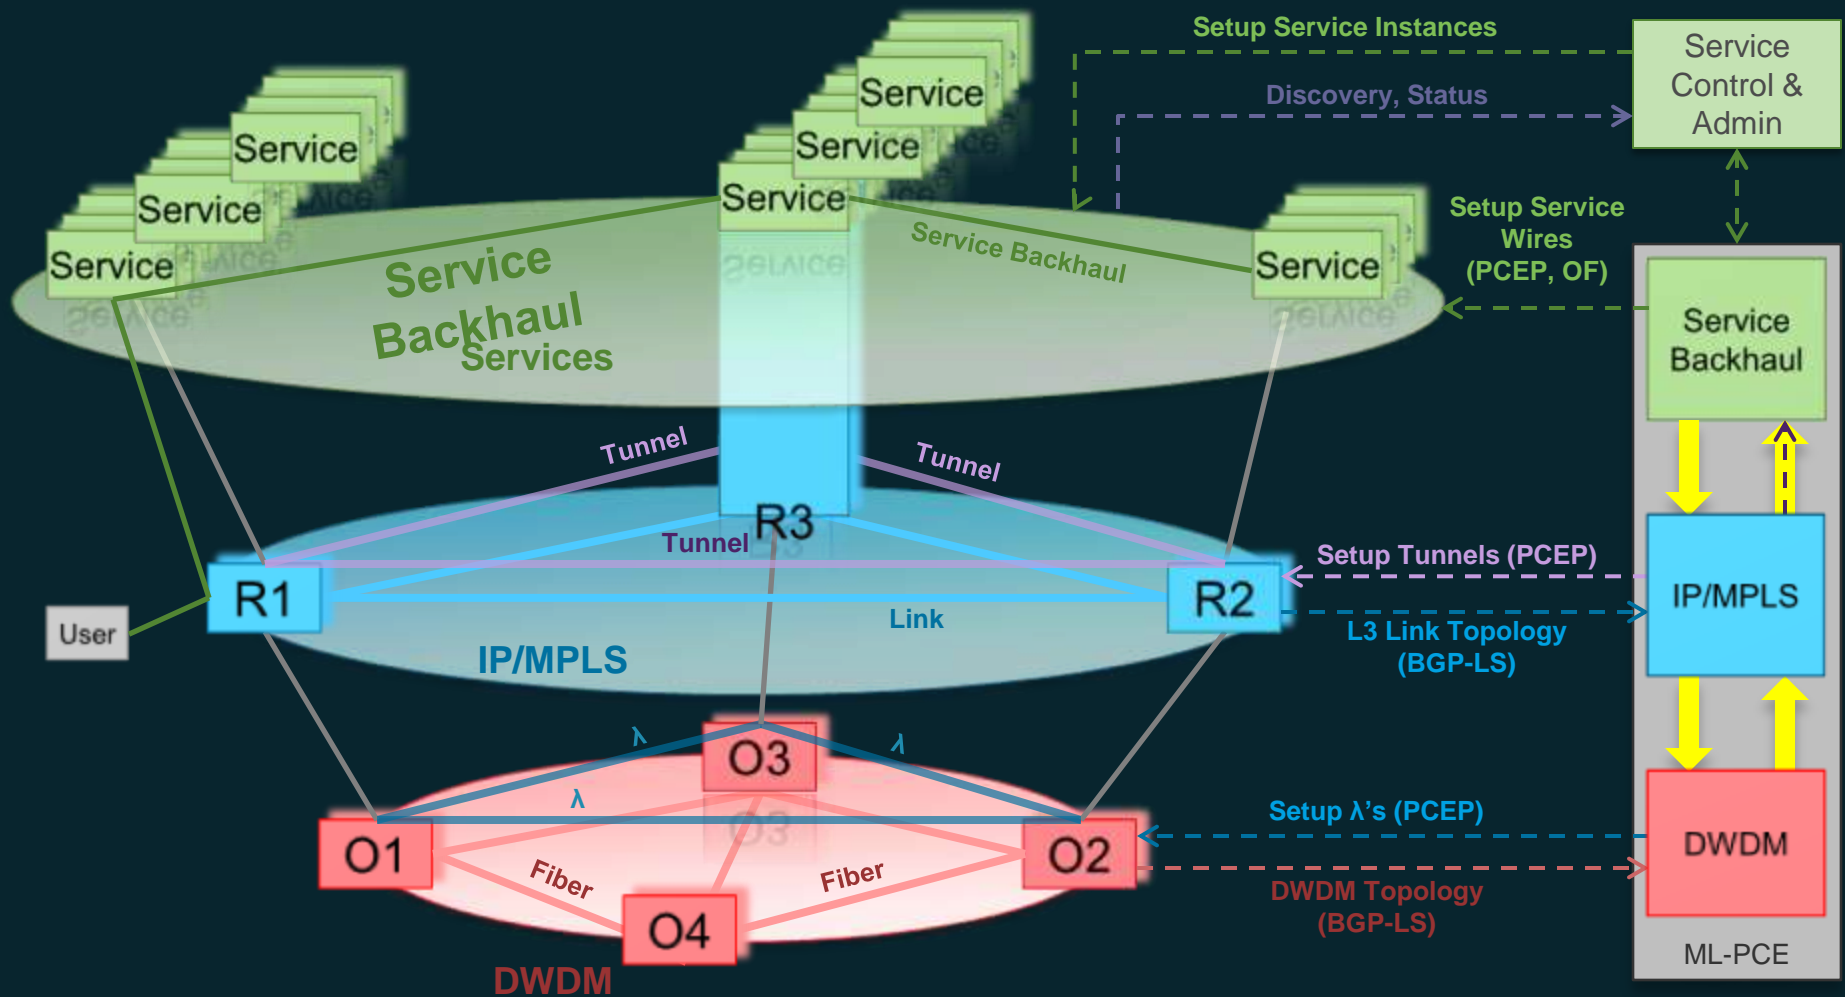 Setup Service Instances
Service
Control &
Admin
Discovery, Status
Service
Service
Service
Service
Service
Service
Service
Service
Setup Service
Wires
(PCEP, OF)
Service Backhaul
Service
Backhaul
Services
Service
Backhaul
Tunnel
Tunnel
R3
Tunnel
R1
R2
Setup Tunnels (PCEP)
IP/MPLS
Link
L3 Link Topology
(BGP-LS)
User
IP/MPLS
λ
λ
O3
λ
Setup λ's (PCEP)
O1
O2
DWDM
Fiber
Fiber
DWDM Topology
(BGP-LS)
O4
ML-PCE
DWDM